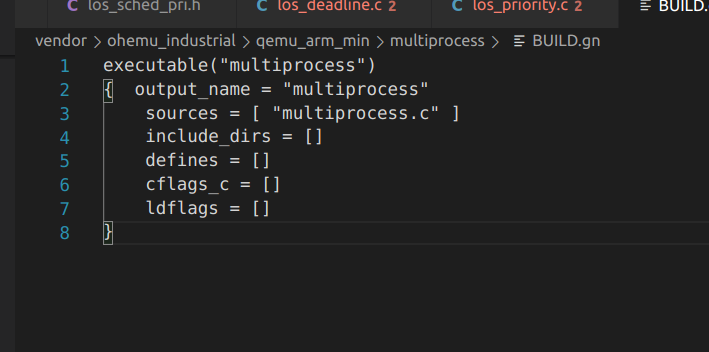 C los_sched_pri.h C los_deadline.c 2 C los_priority.c 2 BUILD.
vendor > ohemu_industrial > qemu_arm_min > multiprocess > BUILD.gn
1 executable("multiprocess")
2 { output_name = "multiprocess"
3 sources = [ "multiprocess.c" ]
4 include_dirs = []
5 defines = []
6 cflags_c = []
7 ldflags = []
8 }